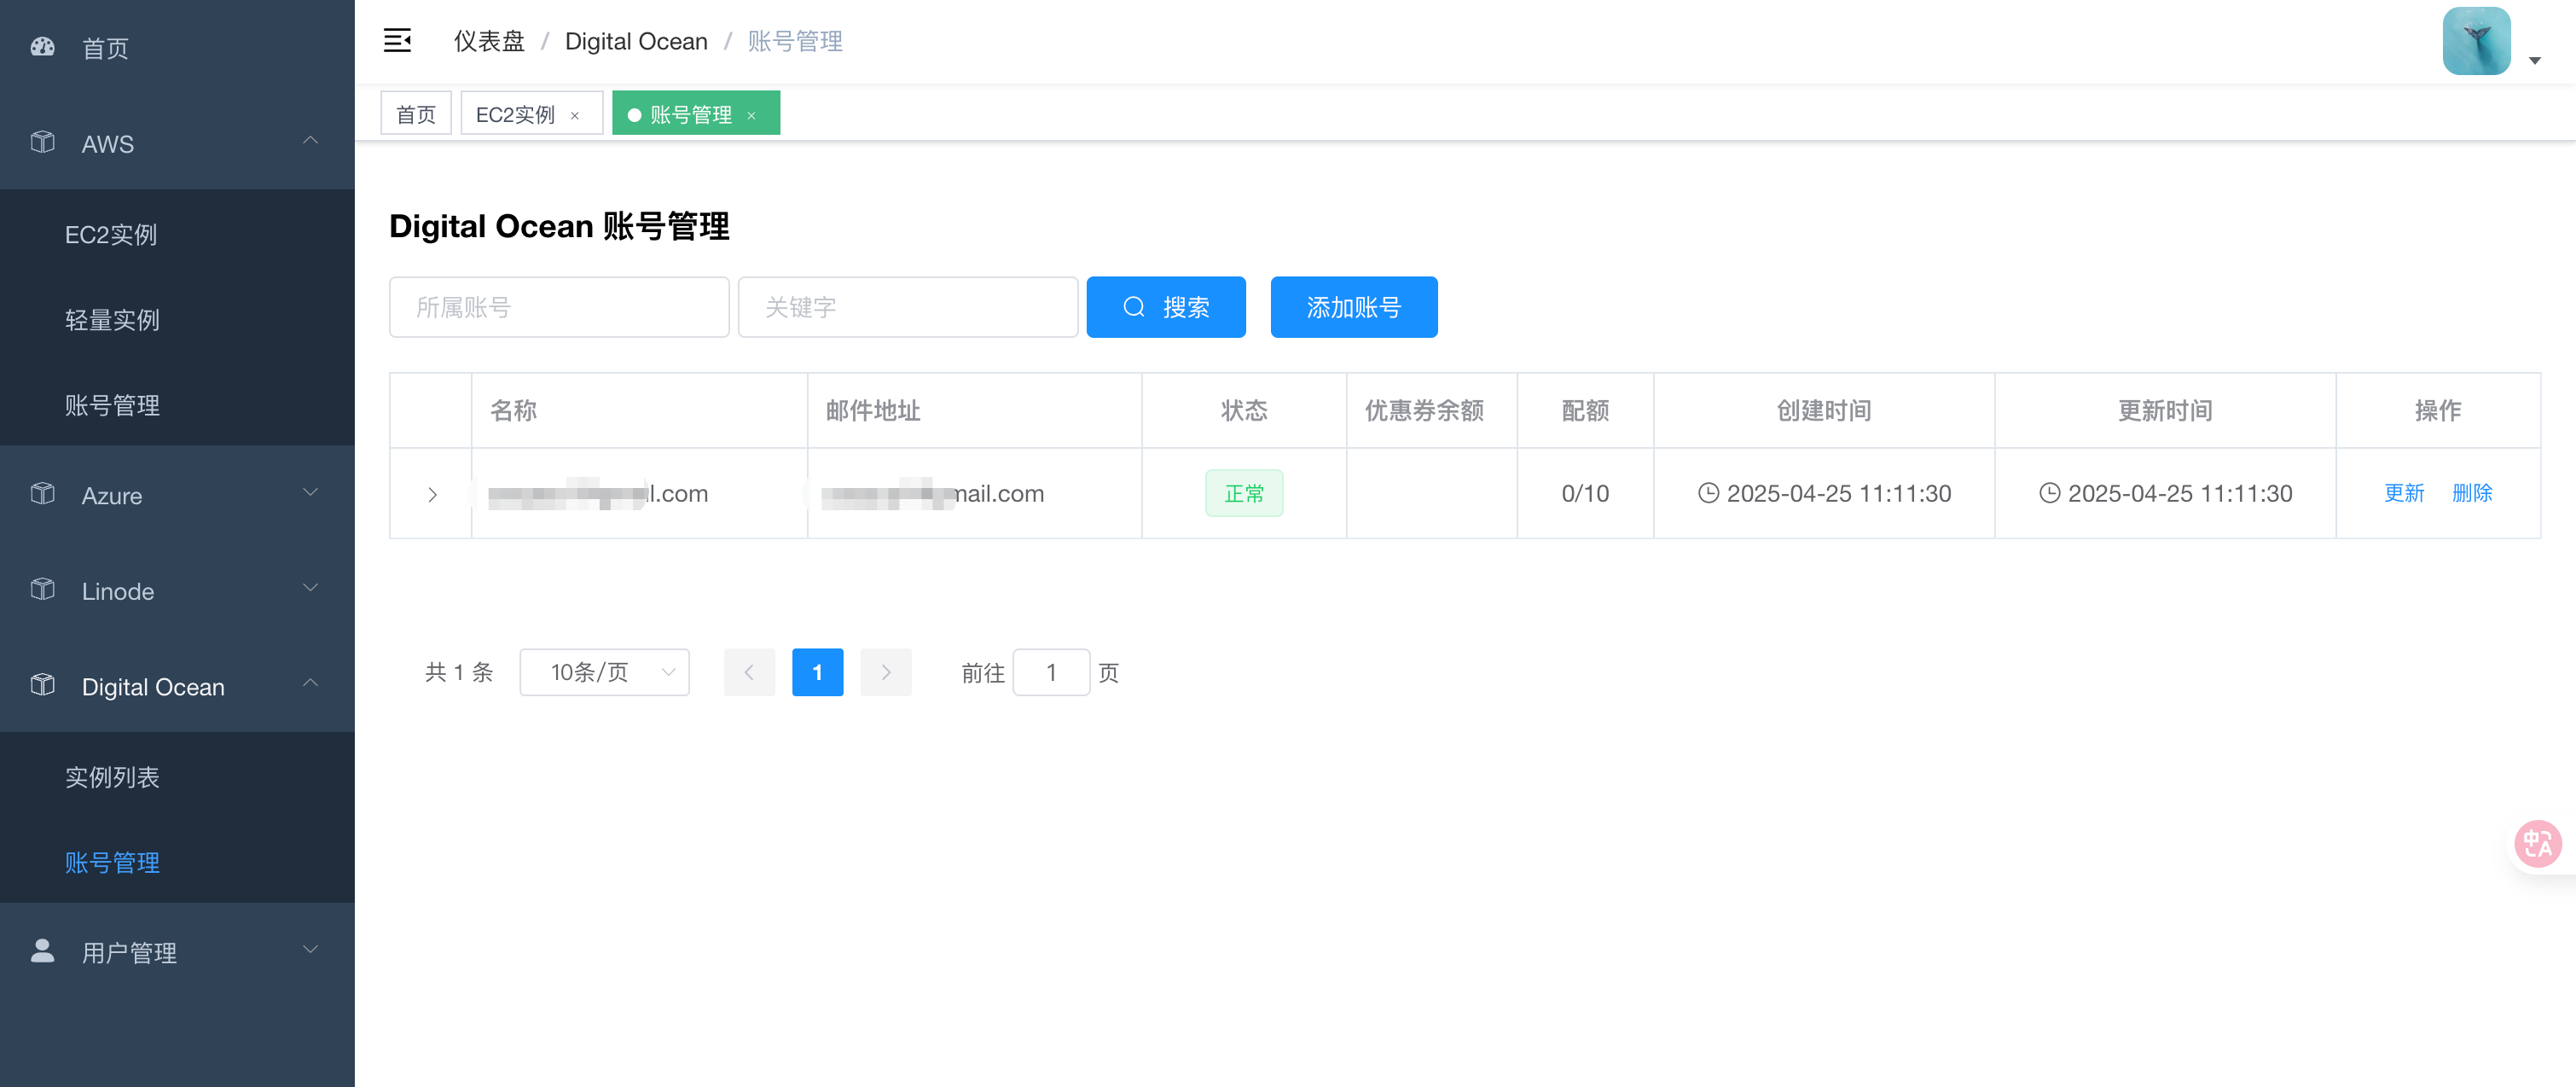 首页
AWS
EC2实例
轻量实例
账号管理
Azure
Linode
Digital Ocean
实例列表
账号管理
用户管理
仪表盘 / Digital Ocean / 账号管理
首页 EC2实例 × 账号管理 ×
Digital Ocean 账号管理
所属账号 关键字 搜索 添加账号
名称 邮件地址 状态 优惠券余额 配额 创建时间 更新时间 操作
l.com mail.com 正常 0/10 2025-04-25 11:11:30 2025-04-25 11:11:30 更新 删除
共 1 条 10条/页 1 前往 1 页
中 A